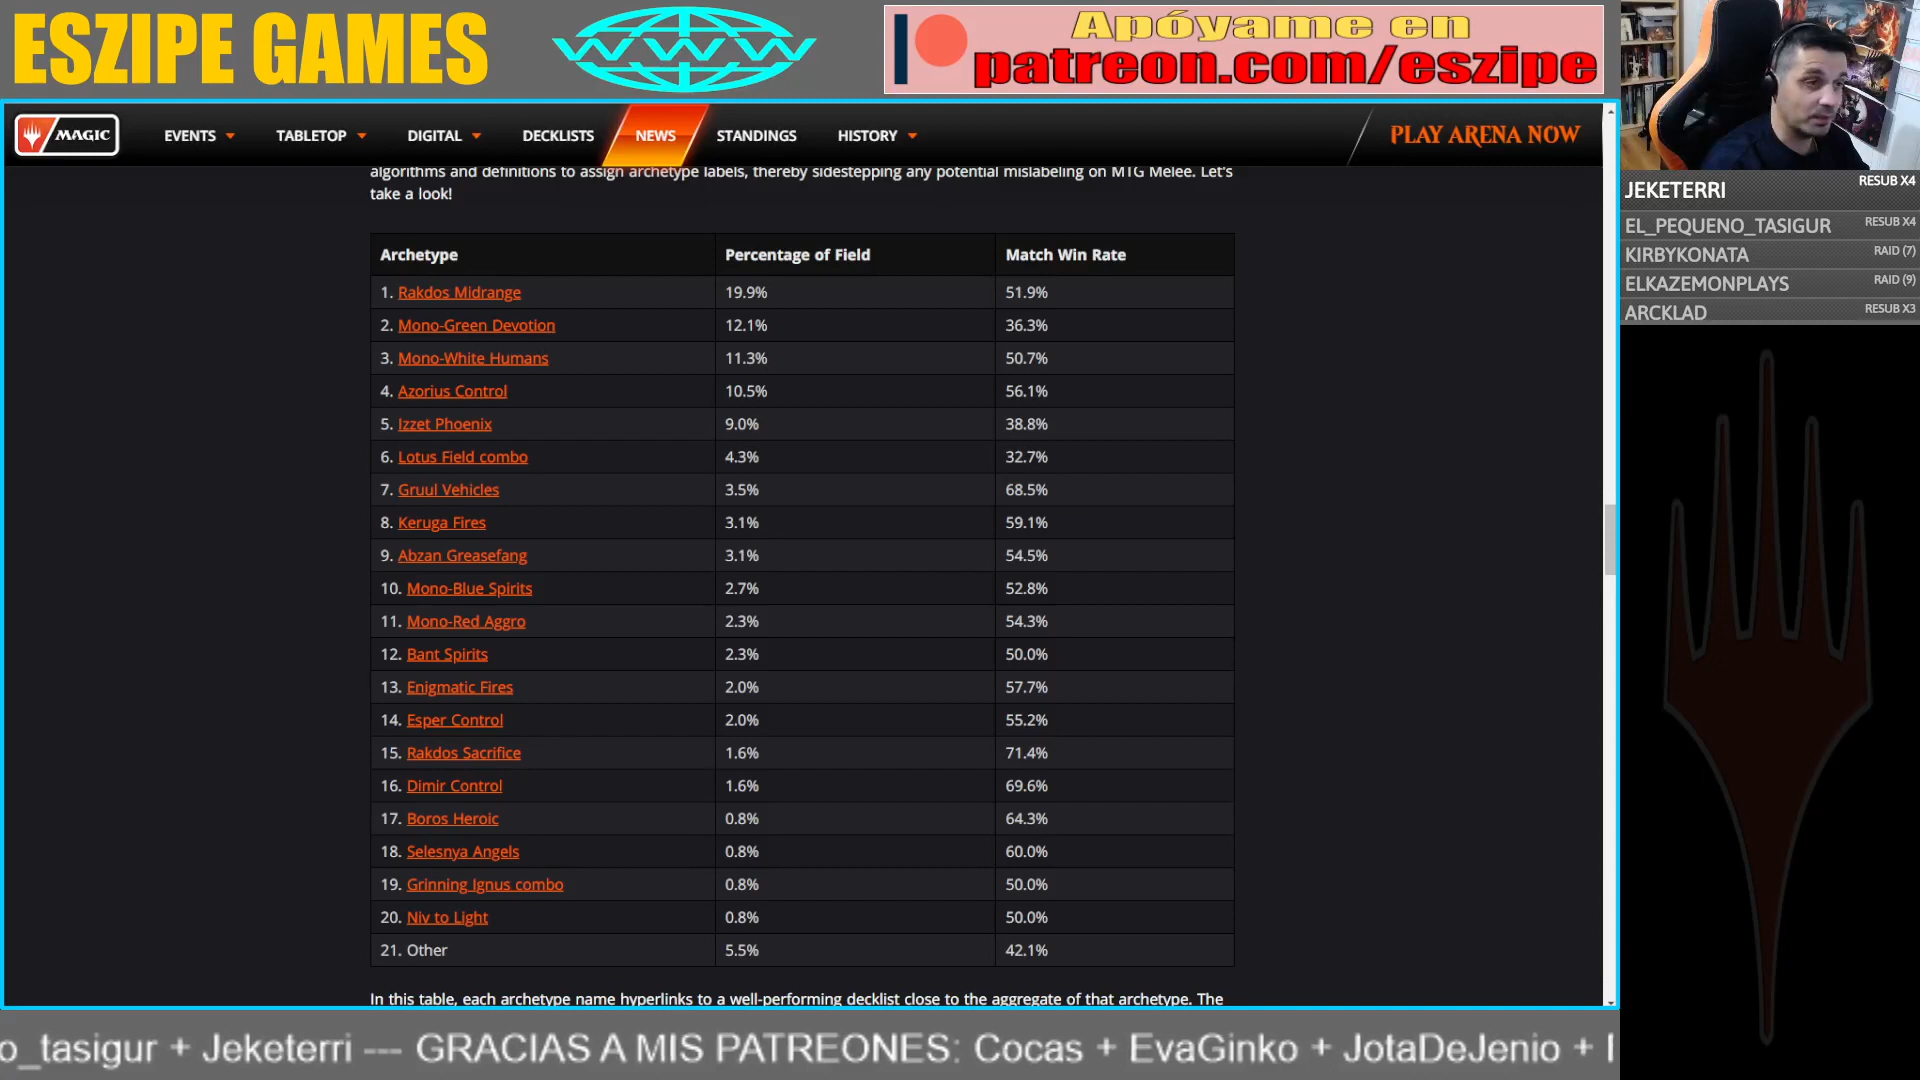 ESZIPE GAMES
WWW
Apóyame en
patreon.com/eszipe
MAGIC
EVENTS
TABLETOP
DIGITAL
DECKLISTS
NEWS
STANDINGS
HISTORY
PLAY ARENA NOW
JEKETERRI RESUB X4
EL_PEQUENO_TASIGUR RESUB X4
KIRBYKONATA RAID (7)
ELKAZEMONPLAYS RAID (9)
ARCKLAD RESUB X3
algorithms and definitions to assign archetype labels, thereby sidestepping any potential mislabeling on MTG Melee. Let's
take a look!
Archetype Percentage of Field Match Win Rate
1. Rakdos Midrange 19.9% 51.9%
2. Mono-Green Devotion 12.1% 36.3%
3. Mono-White Humans 11.3% 50.7%
4. Azorius Control 10.5% 56.1%
5. Izzet Phoenix 9.0% 38.8%
6. Lotus Field combo 4.3% 32.7%
7. Gruul Vehicles 3.5% 68.5%
8. Keruga Fires 3.1% 59.1%
9. Abzan Greasefang 3.1% 54.5%
10. Mono-Blue Spirits 2.7% 52.8%
11. Mono-Red Aggro 2.3% 54.3%
12. Bant Spirits 2.3% 50.0%
13. Enigmatic Fires 2.0% 57.7%
14. Esper Control 2.0% 55.2%
15. Rakdos Sacrifice 1.6% 71.4%
16. Dimir Control 1.6% 69.6%
17. Boros Heroic 0.8% 64.3%
18. Selesnya Angels 0.8% 60.0%
19. Grinning Ignus combo 0.8% 50.0%
20. Niv to Light 0.8% 50.0%
21. Other 5.5% 42.1%
In this table, each archetype name hyperlinks to a well-performing decklist close to the aggregate of that archetype. The
o_tasigur + Jeketerri --- GRACIAS A MIS PATREONES: Cocas + EvaGinko + JotaDeJenio +